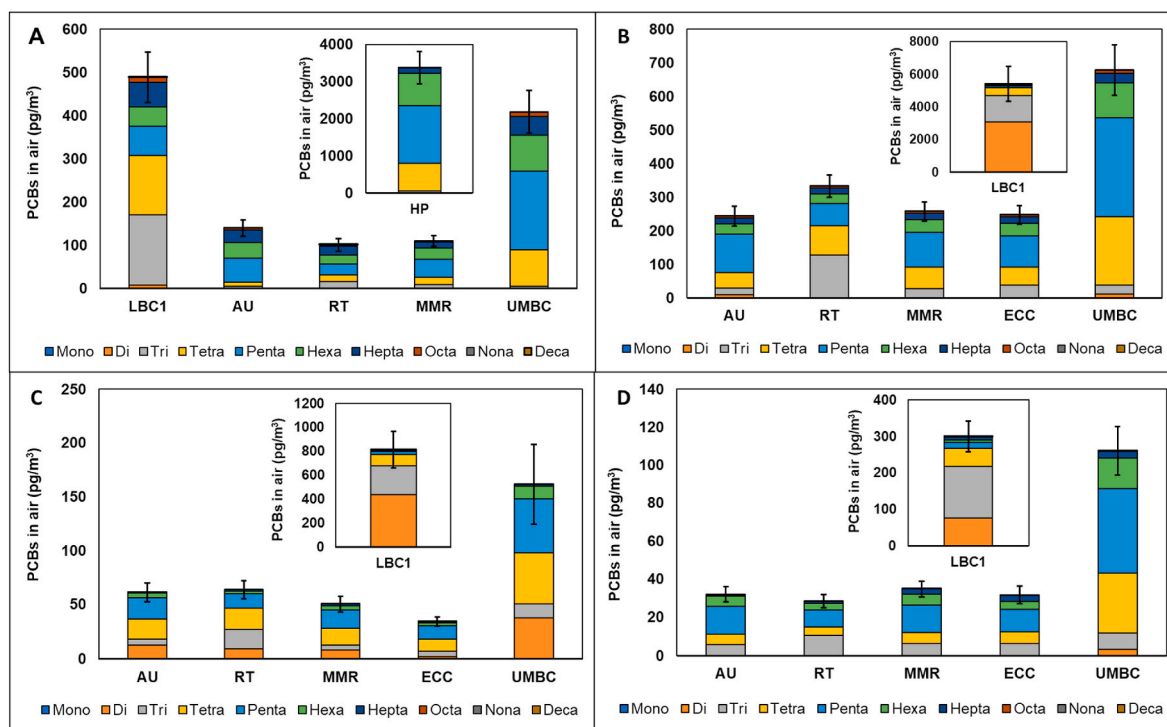 A
PCBs in air (pg/m³)
600
500
400
300
200
100
0
LBC1 AU RT MMR UMBC
PCBs in air (pg/m³)
4000
3000
2000
1000
0
HP
Mono Di Tri Tetra Penta Hexa Hepta Octa Nona Deca
B
PCBs in air (pg/m³)
800
700
600
500
400
300
200
100
0
AU RT MMR ECC UMBC
PCBs in air (pg/m³)
8000
6000
4000
2000
0
LBC1
Mono Di Tri Tetra Penta Hexa Hepta Octa Nona Deca
C
PCBs in air (pg/m³)
250
200
150
100
50
0
AU RT MMR ECC UMBC
PCBs in air (pg/m³)
1200
1000
800
600
400
200
0
LBC1
Mono Di Tri Tetra Penta Hexa Hepta Octa Nona Deca
D
PCBs in air (pg/m³)
140
120
100
80
60
40
20
0
AU RT MMR ECC UMBC
PCBs in air (pg/m³)
400
300
200
100
0
LBC1
Mono Di Tri Tetra Penta Hexa Hepta Octa Nona Deca